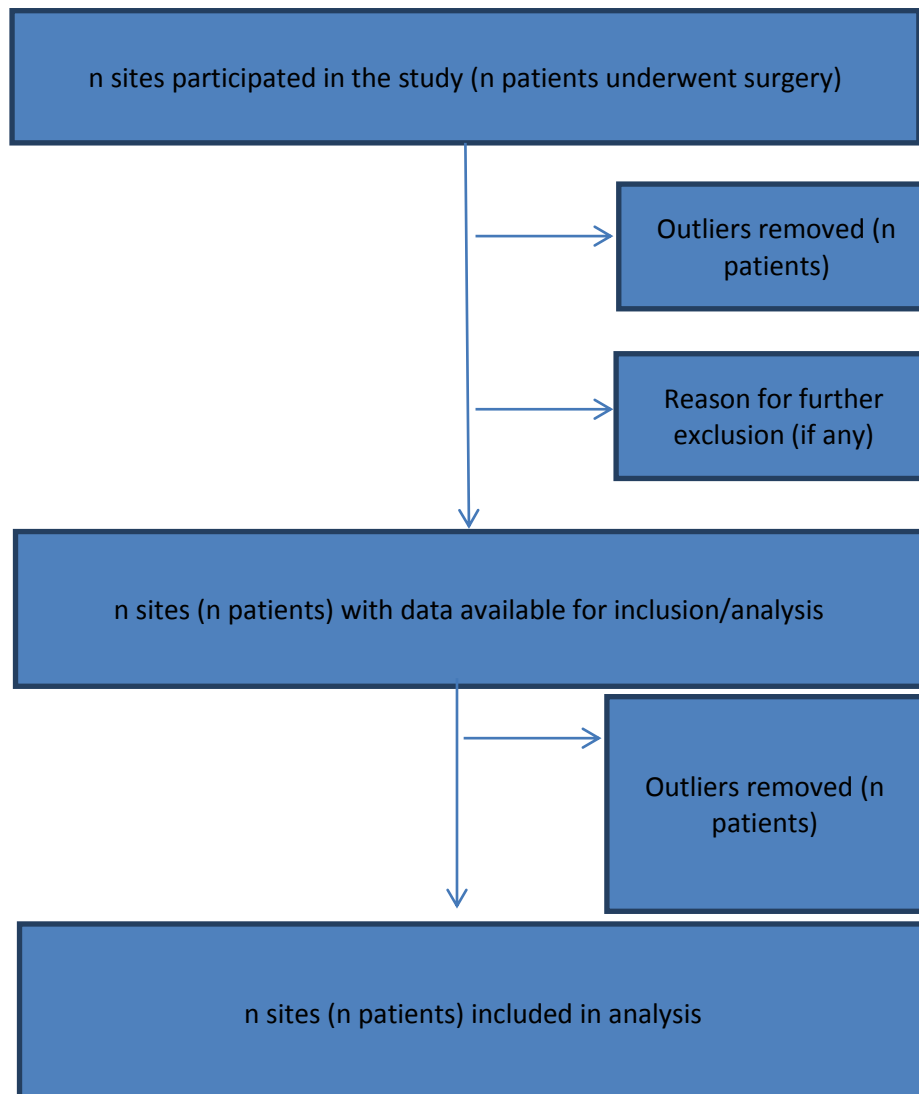 n sites participated in the study (n patients underwent surgery)
Outliers removed (n
patients)
Reason for further
exclusion (if any)
n sites (n patients) with data available for inclusion/analysis
Outliers removed (n
patients)
n sites (n patients) included in analysis